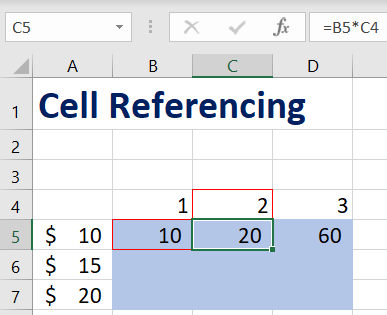 C5 fx =B5*C4
A B C D
1 Cell Referencing
2
3
4 1 2 3
5 $ 10 10 20 60
6 $ 15
7 $ 20